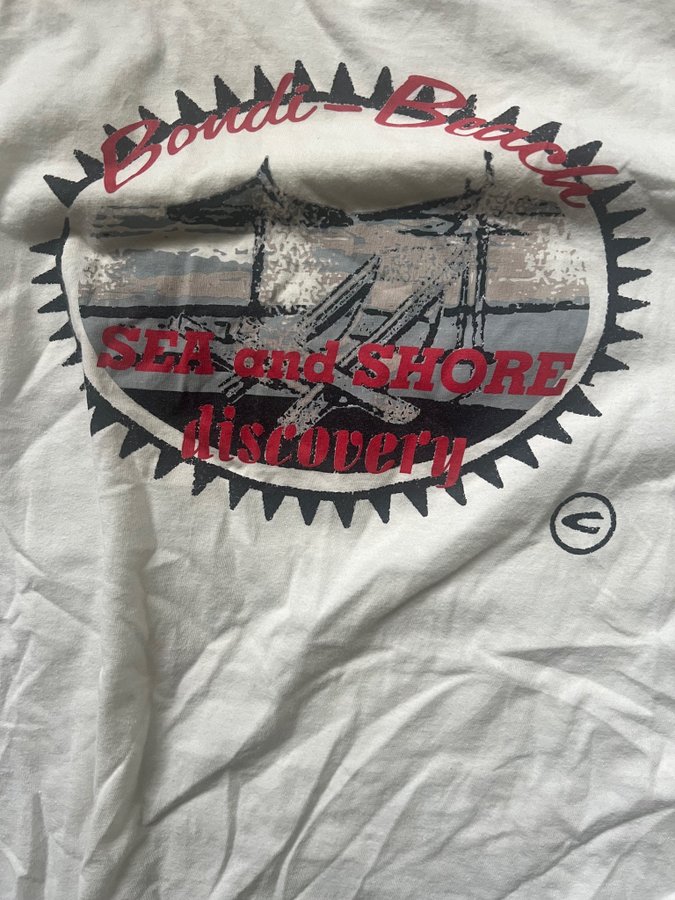 Bondi-Beach
SEA and SHORE
discovery
C